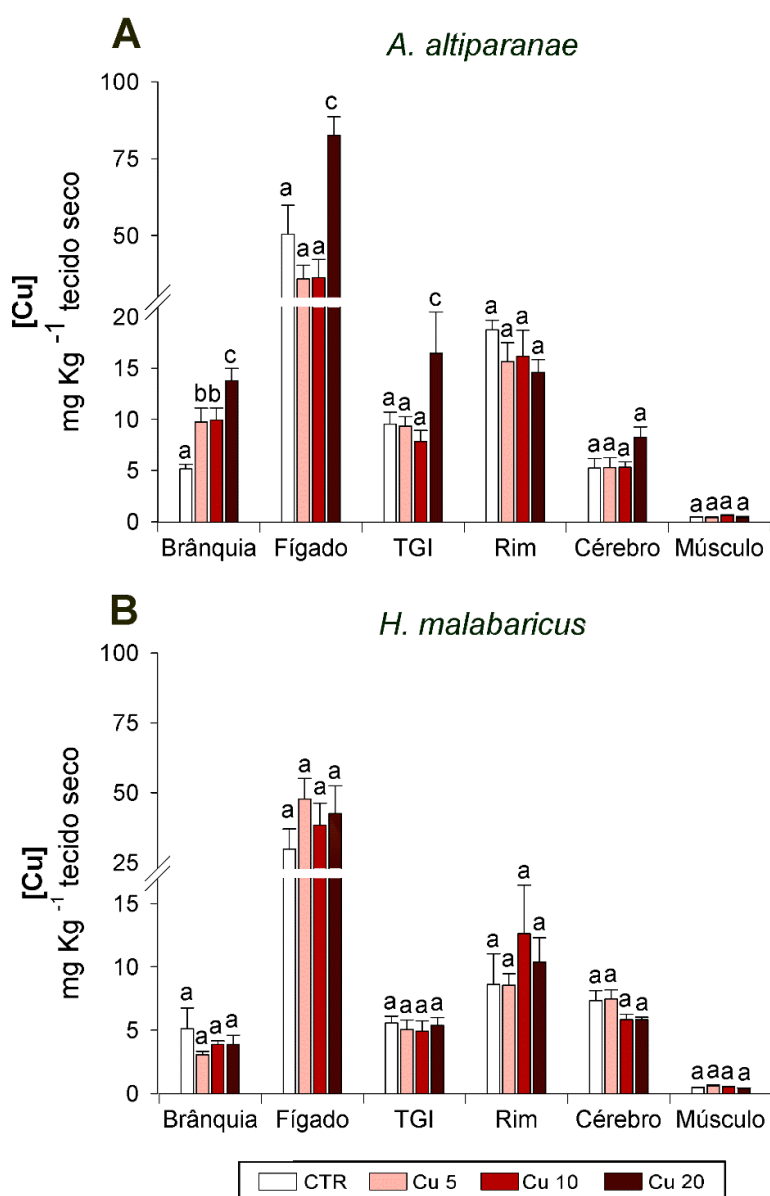 A
A. altiparanae
[Cu]
mg Kg -1 tecido seco
100
75
50
20
15
10
5
0
a bb c
a a a c
a a a c
a a a a
a a a a
a a a a
Brânquia Fígado TGI Rim Cérebro Músculo
B
H. malabaricus
[Cu]
mg Kg -1 tecido seco
100
75
50
25
15
10
5
0
a a a a
a a a a
a a a a
a a a a
a a a a
a a a a
Brânquia Fígado TGI Rim Cérebro Músculo
CTR Cu 5 Cu 10 Cu 20